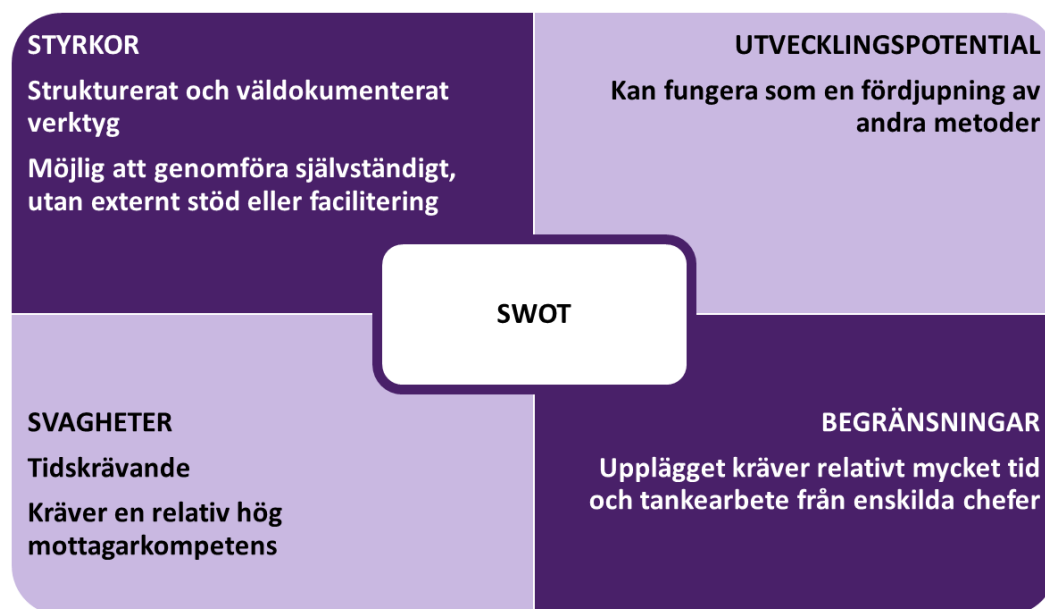 STYRKOR
Strukturerat och väldokumenterat
verktyg
Möjlig att genomföra självständigt,
utan externt stöd eller facilitering
UTVECKLINGSPOTENTIAL
Kan fungera som en fördjupning av
andra metoder
SWOT
SVAGHETER
Tidskrävande
Kräver en relativ hög
mottagarkompetens
BEGRÄNSNINGAR
Upplägget kräver relativt mycket tid
och tankearbete från enskilda chefer